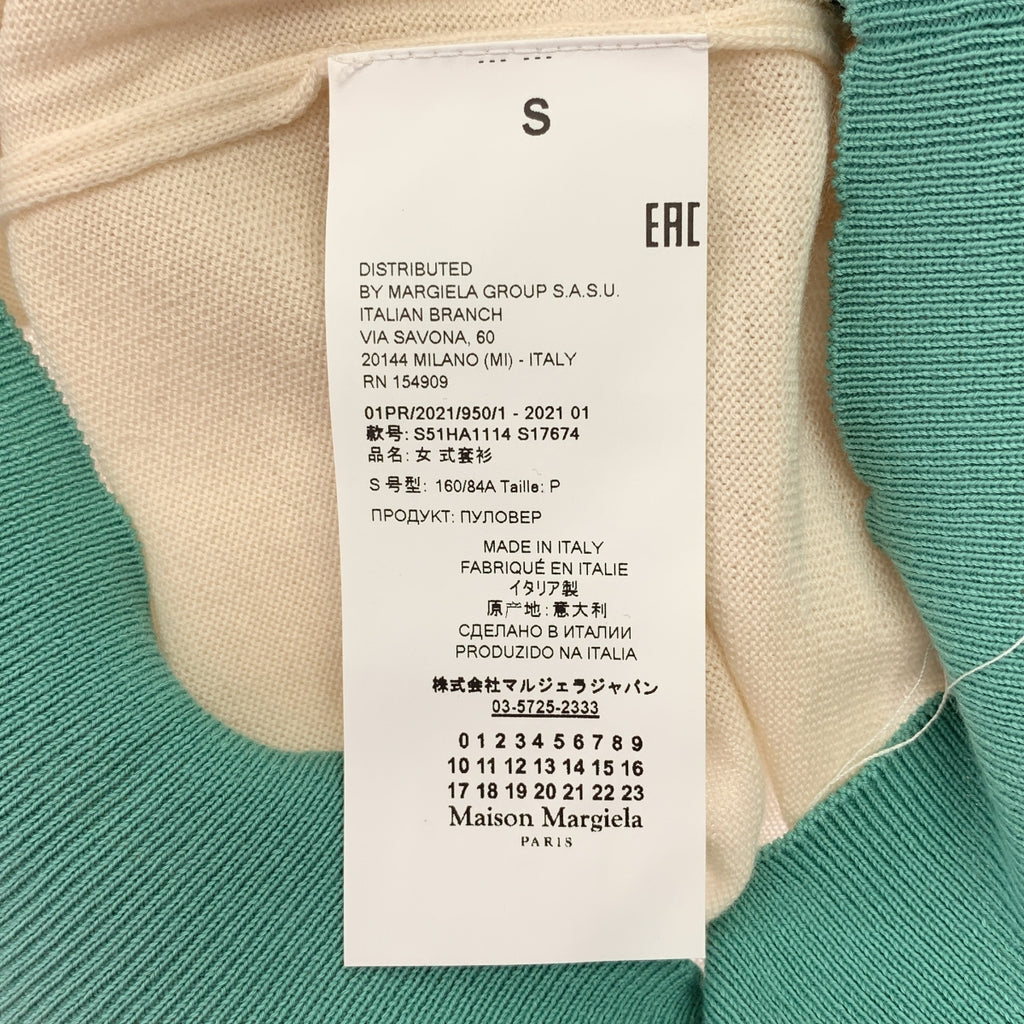 S
EAC
DISTRIBUTED
BY MARGIELA GROUP S.A.S.U.
ITALIAN BRANCH
VIA SAVONA, 60
20144 MILANO (MI) - ITALY
RN 154909
01PR/2021/950/1 - 2021 01
款号: S51HA1114 S17674
品名: 女 式套衫
S 号型: 160/84A Taille: P
ПРОДУКТ: ПУЛОВЕР
MADE IN ITALY
FABRIQUÉ EN ITALIE
イタリア製
原产地: 意大利
СДЕЛАНО В ИТАЛИИ
PRODUZIDO NA ITALIA
株式会社マルジェラジャパン
03-5725-2333
0 1 2 3 4 5 6 7 8 9
10 11 12 13 14 15 16
17 18 19 20 21 22 23
Maison Margiela
PARIS